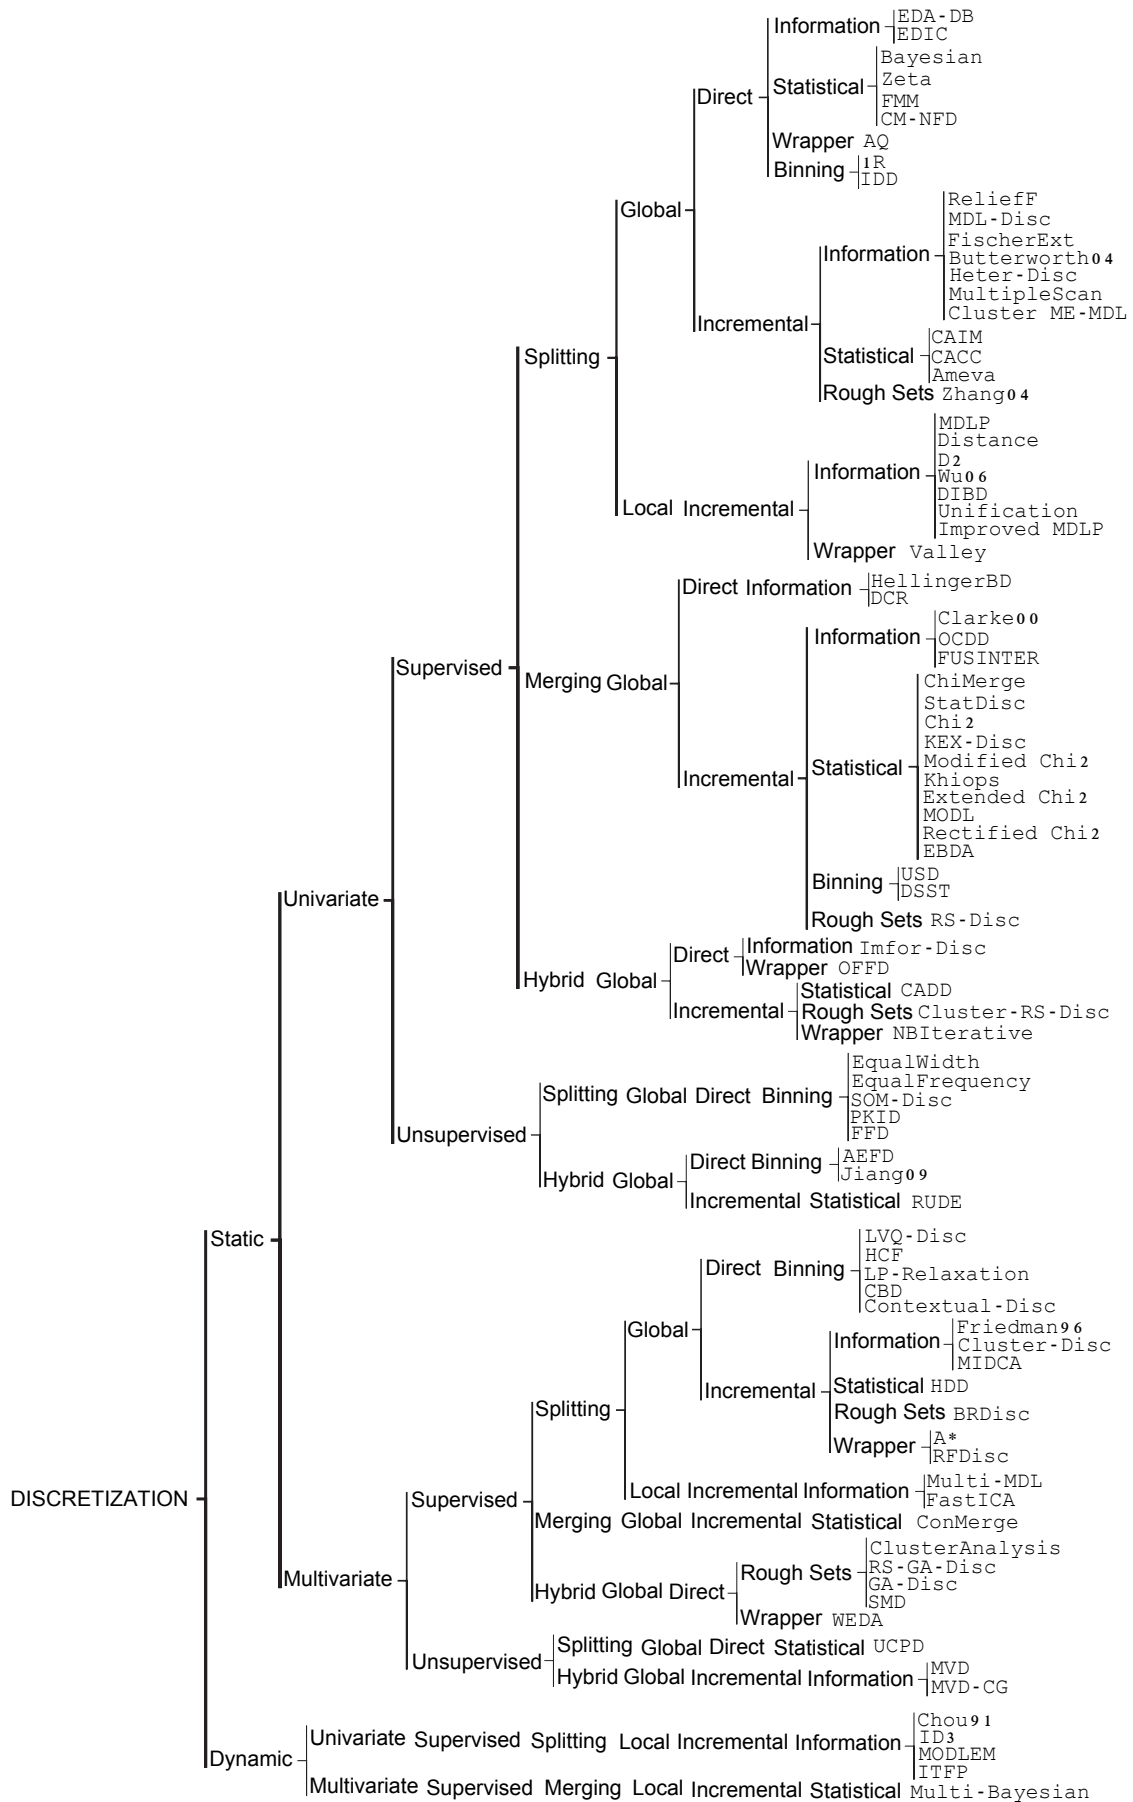 Information
EDA-DB
EDIC
Direct
Statistical
Bayesian
Zeta
FMM
CM-NFD
Wrapper AQ
Binning
1R
IDD
Global
Incremental
Information
ReliefF
MDL-Disc
FischerExt
Butterworth04
Heter-Disc
MultipleScan
Cluster ME-MDL
Statistical
CAIM
CACC
Ameva
Rough Sets Zhang04
Splitting
Local Incremental
Information
MDLP
Distance
D2
Wu06
DIBD
Unification
Improved MDLP
Wrapper Valley
Supervised
Merging Global
Direct Information
HellingerBD
DCR
Incremental
Information
Clarke00
OCDD
FUSINTER
Statistical
ChiMerge
StatDisc
Chi2
KEX-Disc
Modified Chi2
Khiops
Extended Chi2
MODL
Rectified Chi2
EBDA
Binning
USD
DSST
Rough Sets RS-Disc
Univariate
Hybrid Global
Direct
Information Imfor-Disc
Wrapper OFFD
Incremental
Statistical CADD
Rough Sets Cluster-RS-Disc
Wrapper NBIterative
Unsupervised
Splitting Global Direct Binning
EqualWidth
EqualFrequency
SOM-Disc
PKID
FFD
Hybrid Global
Direct Binning
AEFD
Jiang09
Incremental Statistical RUDE
Static
Multivariate
Supervised
Splitting
Global
Direct Binning
LVQ-Disc
HCF
LP-Relaxation
CBD
Contextual-Disc
Incremental
Information
Friedman96
Cluster-Disc
MIDCA
Statistical HDD
Rough Sets BRDisc
Wrapper
A*
RFDisc
Local Incremental Information
Multi-MDL
FastICA
Merging Global Incremental Statistical ConMerge
Hybrid Global Direct
Rough Sets
ClusterAnalysis
RS-GA-Disc
GA-Disc
SMD
Wrapper WEDA
Unsupervised
Splitting Global Direct Statistical UCPD
Hybrid Global Incremental Information
MVD
MVD-CG
DISCRETIZATION
Dynamic
Univariate Supervised Splitting Local Incremental Information
Chou91
ID3
MODLEM
ITFP
Multivariate Supervised Merging Local Incremental Statistical Multi-Bayesian